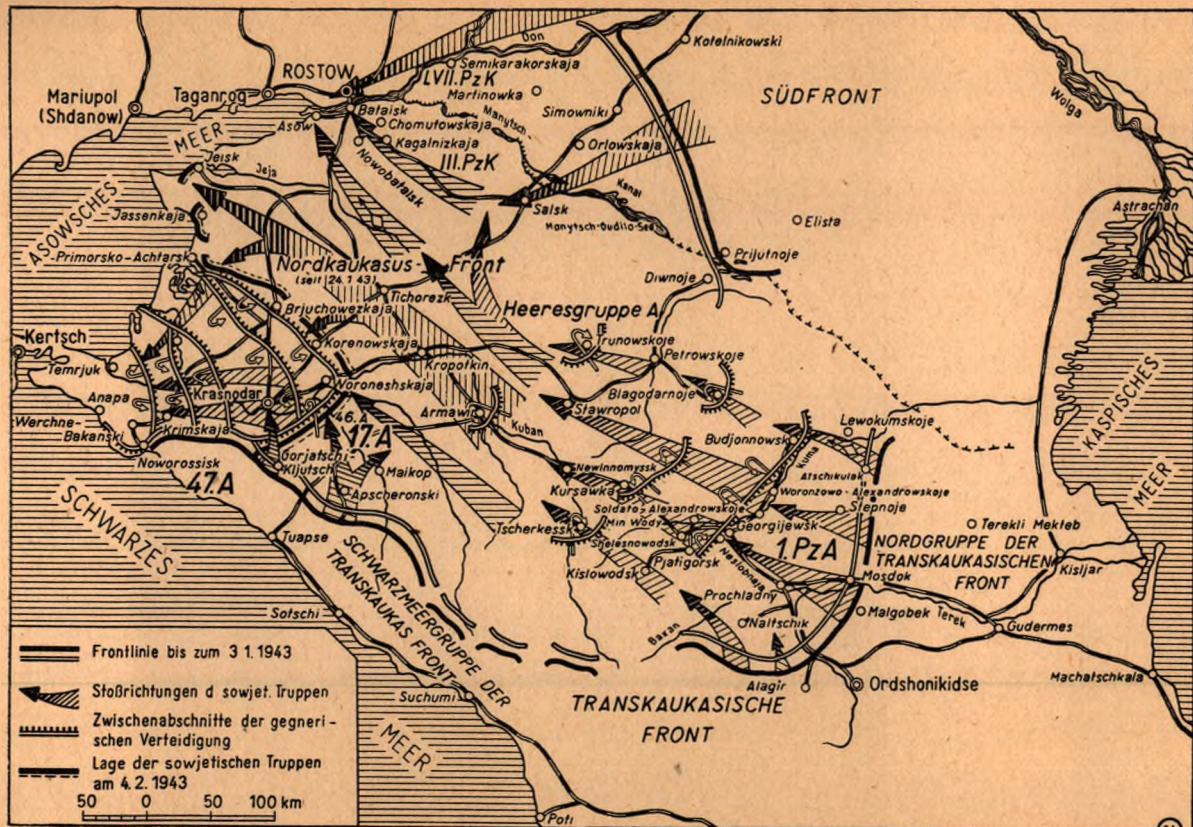 Don
Kotelnikowski
Semikarakorskaja
ROSTOW
LVII. PzK
Wolga
Mariupol
(Shdanow)
Taganrog
Martinowka
SÜDFRONT
Bataisk
Simowniki
Asow
Chomutowskaja
Manytsch
Kagalnizkaja
Orlowskaja
MEER
III. PzK
Jeisk
Jeja
Nowobataisk
Kanal
Astrachan
Salsk
Elista
Jassenkaja
Manytsch-Gudilo-See
ASOWSCHES
Primorsko-Achtarsk
Prijutnoje
Nordkaukasus-Front
(seit 24.1.43)
Diwnoje
Tichorezk
Heeresgruppe A
Brjuchowezkaja
Kertsch
Korenowskaja
Trunowskoje
Temrjuk
Kropotkin
Petrowskoje
KASPISCHES
Woroneshskaja
Blagodarnoje
Anapa
Krasnodar
Stawropol
Werchne-
Bakanski
46.A
Armawir
Lewokumskoje
Krimskaja
17.A
Kuban
Budjonnowsk
Gorjatschi-
Kljutsch
Kuma
Noworossisk
Maikop
Newinnomyssk
Atschikulak
47.A
Kursawka
Woronzowo-Alexandrowskoje
MEER
Apscheronski
Soldato-Alexandrowskoje
Stepnoje
SCHWARZES
Tscherkessk
Min Wody
Georgijewsk
Terekli Mekteb
Tuapse
Shelesnowodsk
1. PzA
NORDGRUPPE DER
TRANSKAUKASISCHEN
FRONT
Pjatigorsk
Neslobnaja
Kisljar
Kislowodsk
Mosdok
SCHWARZMEERGRUPPE DER
TRANSKAUKAS FRONT
Prochladny
Malgobek
Terek
Sotschi
Naltschik
Gudermes
Baxan
Frontlinie bis zum 3 1.1943
Machatschkala
Alagir
Ordshonikidse
Stoßrichtungen d sowjet. Truppen
Suchumi
TRANSKAUKASISCHE
FRONT
Zwischenabschnitte der gegneri-
schen Verteidigung
MEER
Lage der sowjetischen Truppen
am 4.2.1943
50 0 50 100 km
Poti